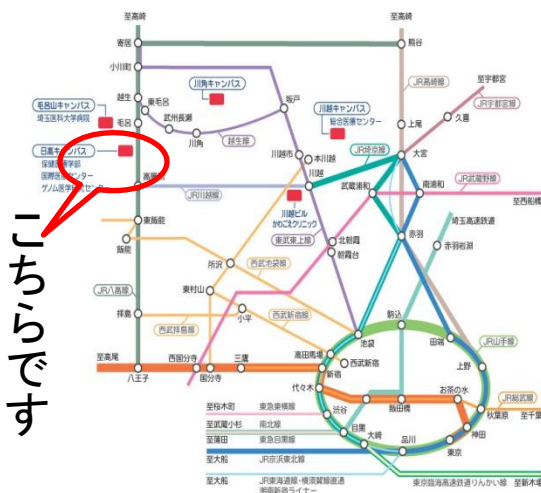 至高崎
至高崎
寄居
熊谷
小川町
JR高崎線
至宇都宮
JR宇都宮線
越生
毛呂山キャンパス
埼玉医科大学病院
東毛呂
毛呂
武州長瀬
川角
越生線
川角キャンパス
坂戸
川越キャンパス
総合医療センター
上尾
久喜
日高キャンパス
保健医療学部
国際医療センター
ゲノム医学研究センター
川越市
本川越
川越
JR埼京線
大宮
武蔵浦和
南浦和
JR武蔵野線
至西船橋
JR川越線
川越ビル
かわごえクリニック
東武東上線
埼玉高速鉄道
東飯能
飯能
北朝霞
朝霞台
赤羽
赤羽岩淵
所沢
西武池袋線
東村山
JR八高線
拝島
西武拝島線
小平
西武新宿線
駒込
池袋
田端
JR山手線
至高尾
八王子
西国分寺
国分寺
三鷹
高田馬場
新宿
西武新宿
上野
代々木
お茶の水
飯田橋
JR総武線
秋葉原
至千葉
渋谷
目黒
大崎
品川
東京
神田
至桜木町
東急東横線
至武蔵小杉
南北線
至蒲田
東急目黒線
至大船
JR京浜東北線
至大船
JR東海道線・横須賀線直通
湘南新宿ライナー
東京臨海高速鉄道りんかい線
至新木場
こちらです